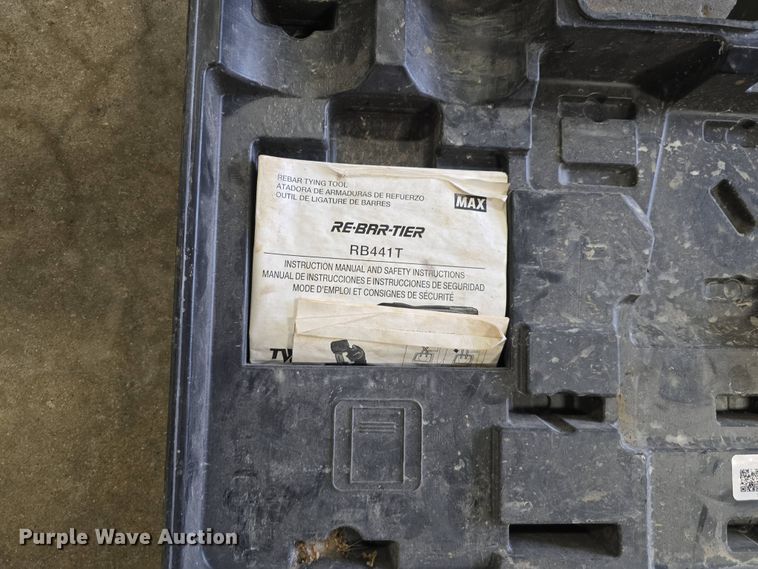 REBAR TYING TOOL
ATADORA DE ARMADURAS DE REFUERZO
OUTIL DE LIGATURE DE BARRES
MAX
RE-BAR-TIER
RB441T
INSTRUCTION MANUAL AND SAFETY INSTRUCTIONS
MANUAL DE INSTRUCCIONES E INSTRUCCIONES DE SEGURIDAD
MODE D'EMPLOI ET CONSIGNES DE SÉCURITÉ
Purple Wave Auction